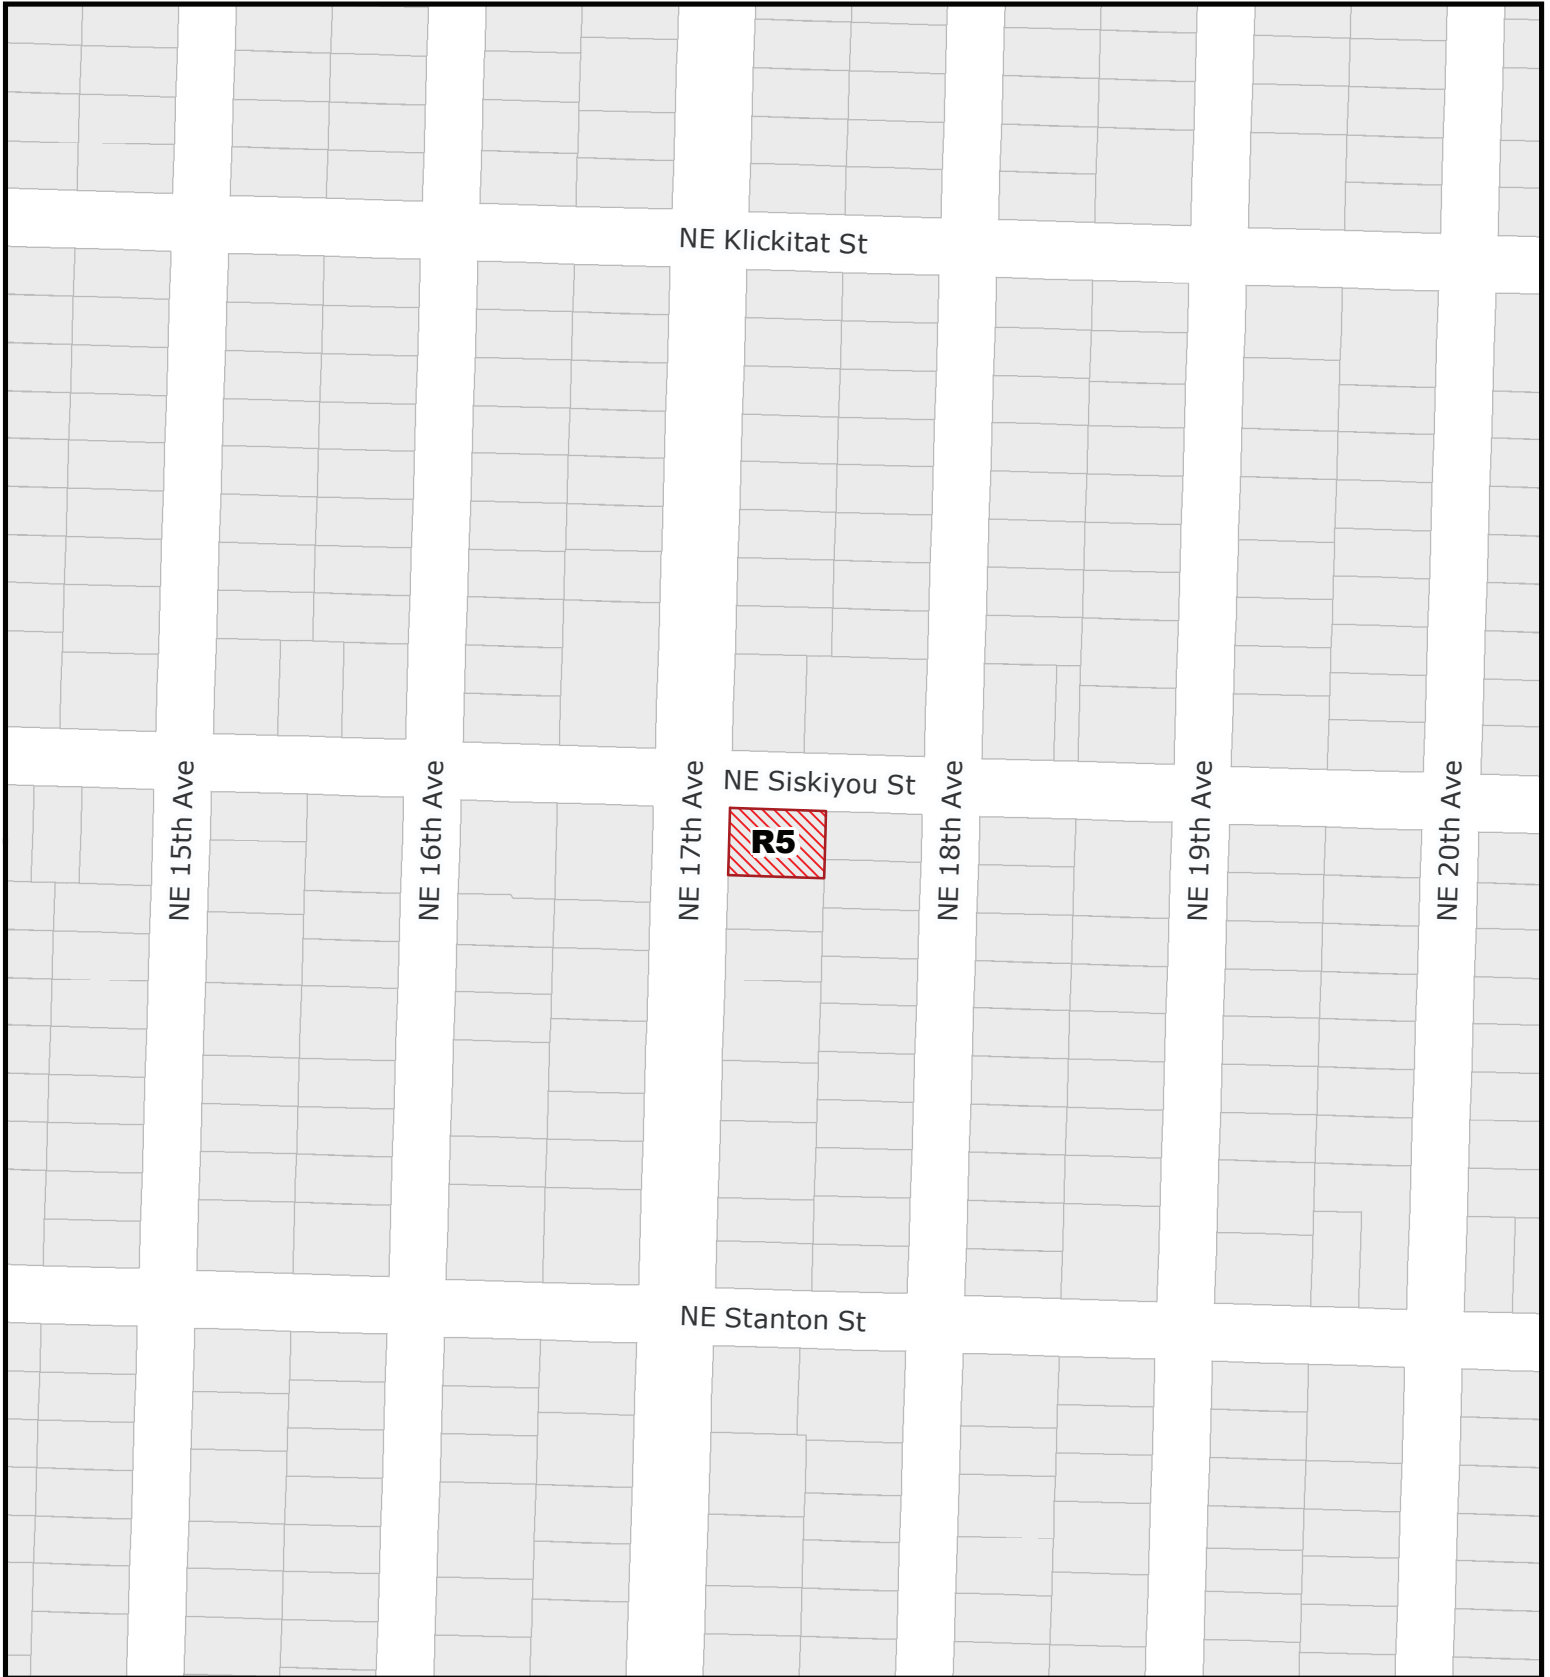 NE Klickitat St
NE 15th Ave
NE 16th Ave
NE 17th Ave
NE Siskiyou St
NE 18th Ave
NE 19th Ave
NE 20th Ave
R5
NE Stanton St